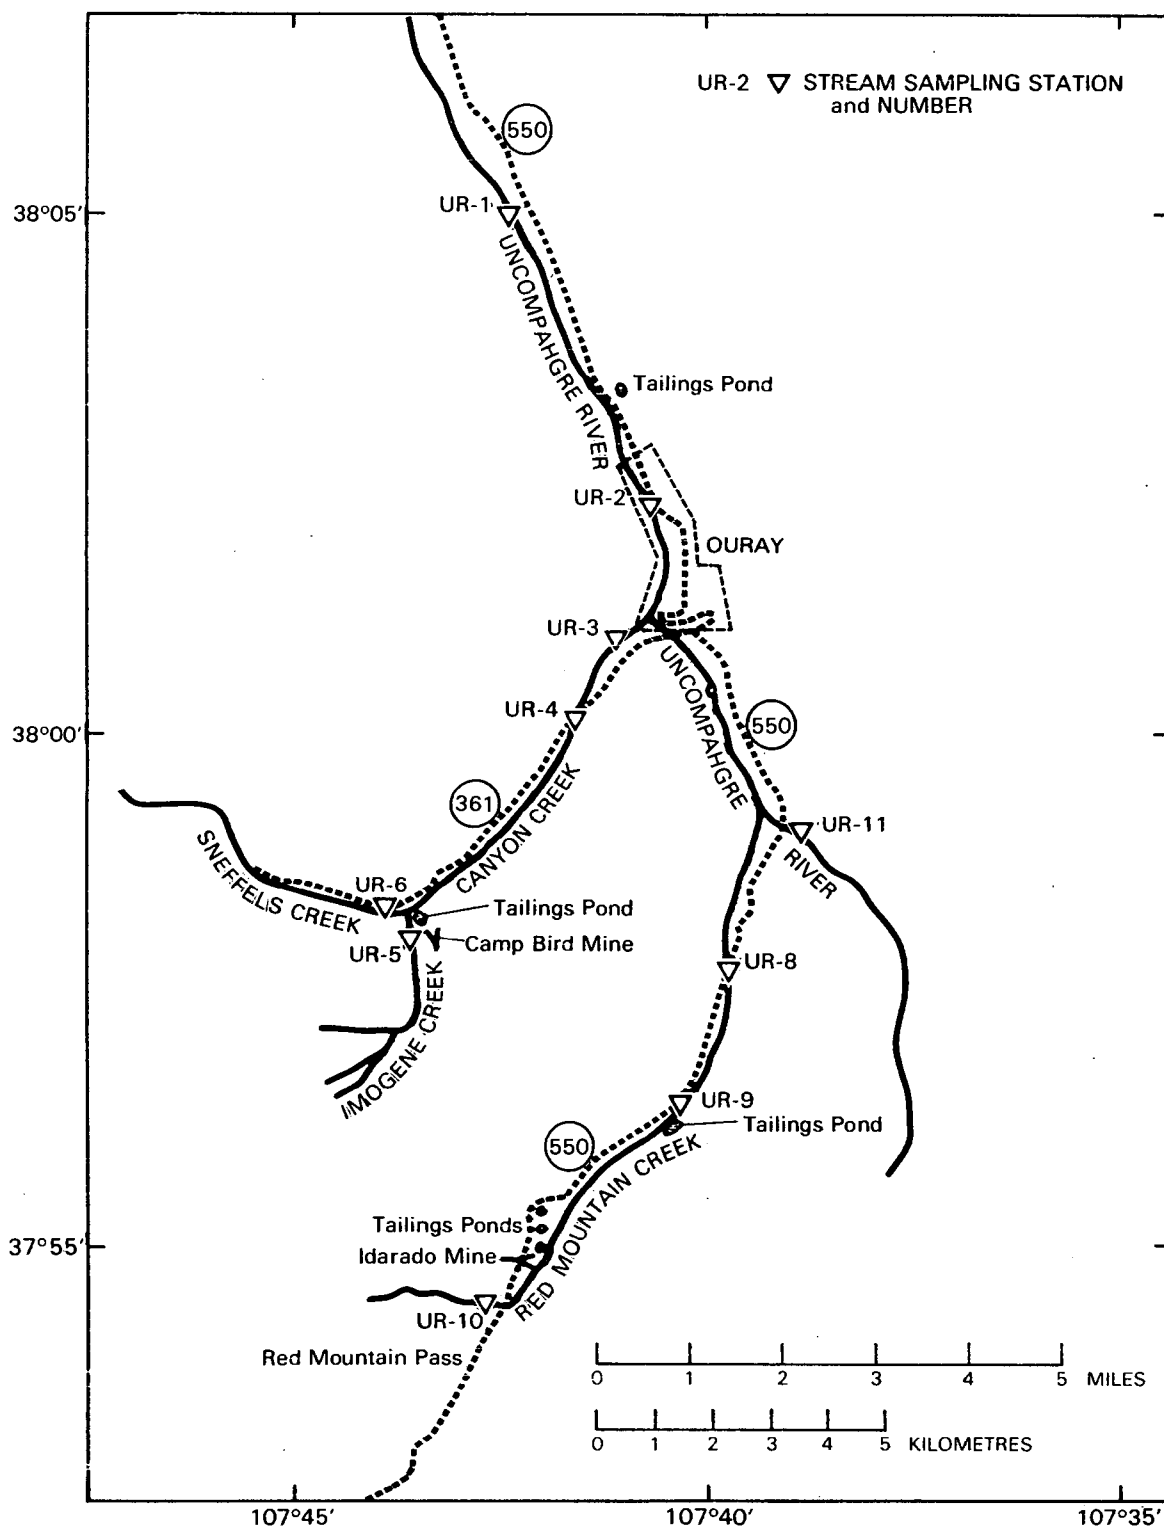 UR-2 ▽ STREAM SAMPLING STATION
and NUMBER
550
38°05'
UR-1
UNCOMPAHGRE RIVER
Tailings Pond
UR-2
OURAY
UR-3
UNCOMPAHGRE
RIVER
UR-4
38°00'
550
361
CANYON CREEK
UR-11
SNEFFELS CREEK
UR-6
Tailings Pond
UR-5
Camp Bird Mine
UR-8
IMOGENE CREEK
UR-9
Tailings Pond
550
RED MOUNTAIN CREEK
Tailings Ponds
37°55'
Idarado Mine
UR-10
Red Mountain Pass
0 1 2 3 4 5 MILES
0 1 2 3 4 5 KILOMETRES
107°45' 107°40' 107°35'